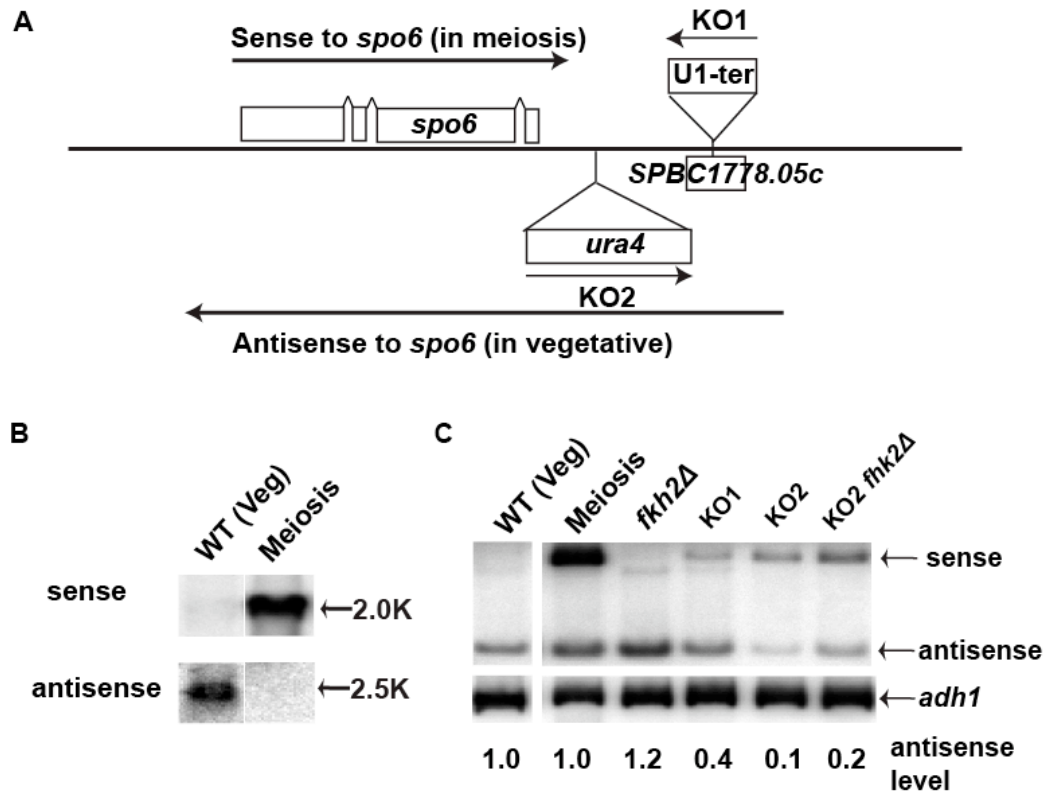 A
Sense to spo6 (in meiosis)
KO1
U1-ter
spo6
SPBC1778.05c
ura4
KO2
Antisense to spo6 (in vegetative)
B
WT (Veg)
Meiosis
sense
2.0K
antisense
2.5K
C
WT (Veg)
Meiosis
fkh2Δ
KO1
KO2
KO2 fhk2Δ
sense
antisense
adh1
1.0 1.0 1.2 0.4 0.1 0.2 antisense
level